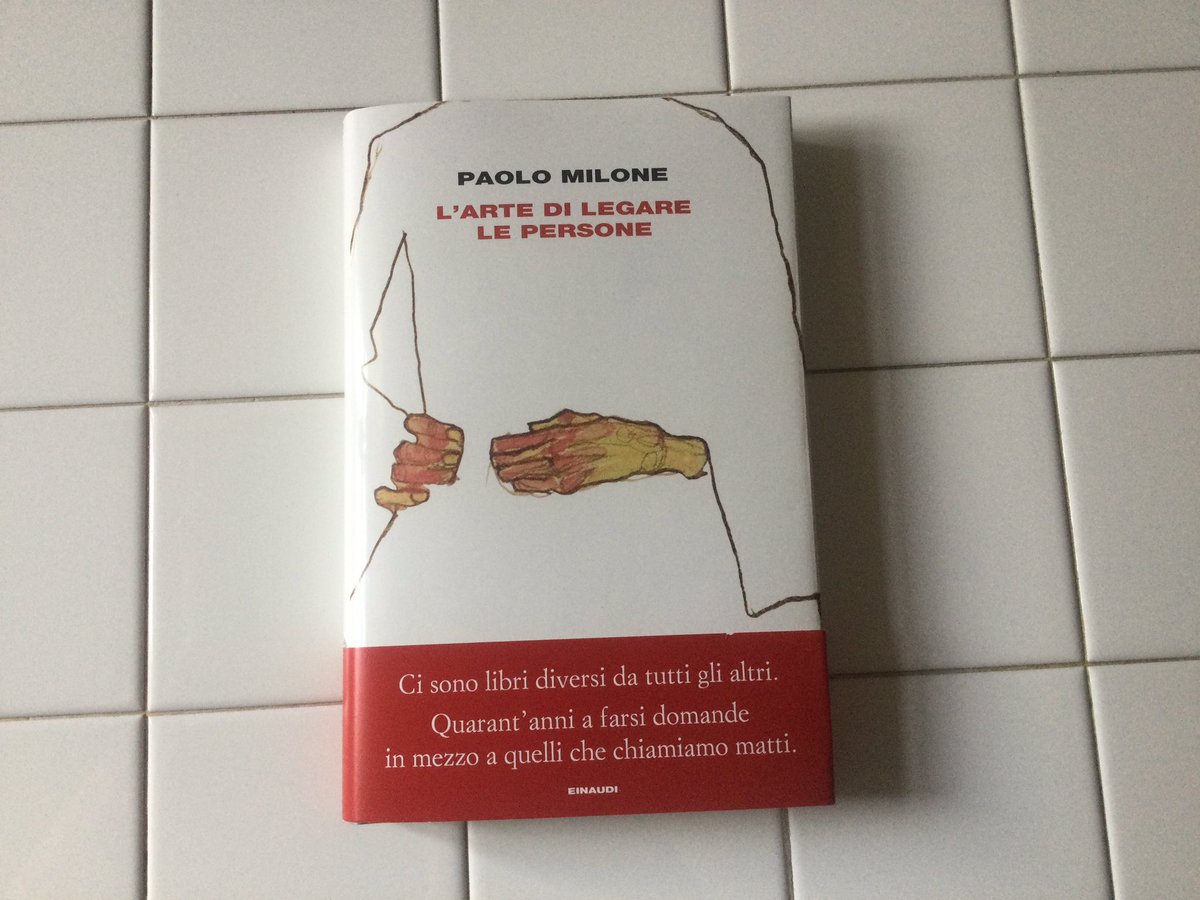 PAOLO MILONE
L'ARTE DI LEGARE
LE PERSONE
Ci sono libri diversi da tutti gli altri.
Quarant'anni a farsi domande
in mezzo a quelli che chiamiamo matti.
EINAUDI